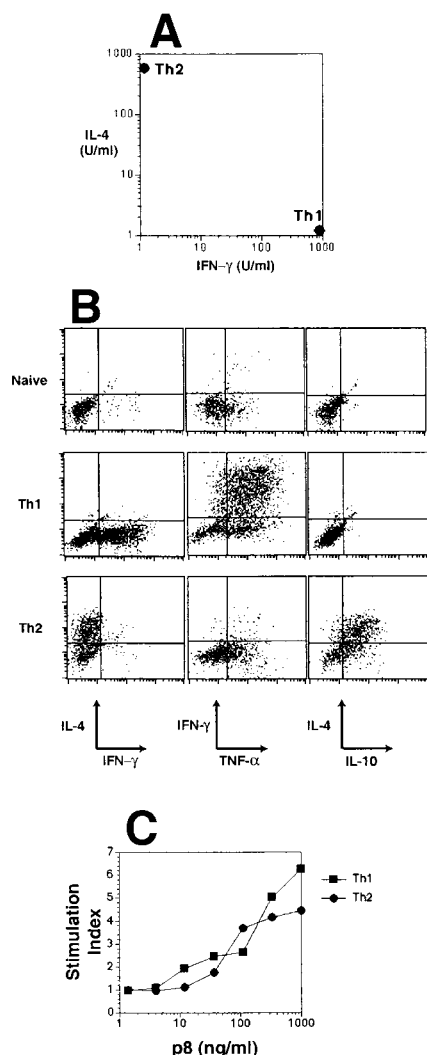 A
1000
Th2
100
IL-4
(U/ml)
10
Th1
1
10
100
1000
IFN-γ (U/ml)
B
Naive
Th1
Th2
IL-4
IFN-γ
IFN-γ
TNF-α
IL-4
IL-10
C
7
6
5
4
3
2
1
0
Stimulation
Index
Th1
Th2
1
10
100
1000
p8 (ng/ml)